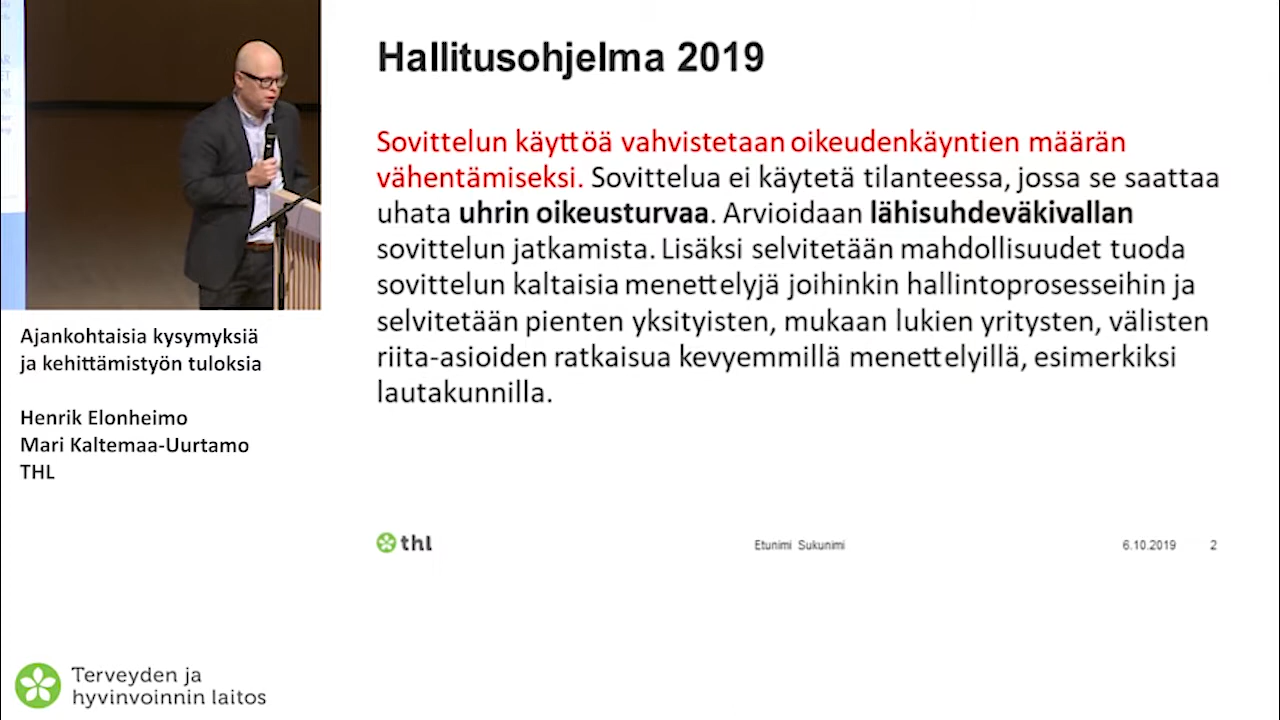 Hallitusohjelma 2019
Sovittelun käyttöä vahvistetaan oikeudenkäyntien määrän
vähentämiseksi. Sovittelua ei käytetä tilanteessa, jossa se saattaa
uhata uhrin oikeusturvaa. Arvioidaan lähisuhdeväkivallan
sovittelun jatkamista. Lisäksi selvitetään mahdollisuudet tuoda
sovittelun kaltaisia menettelyjä joihinkin hallintoprosesseihin ja
selvitetään pienten yksityisten, mukaan lukien yritysten, välisten
riita-asioiden ratkaisua kevyemmillä menettelyillä, esimerkiksi
lautakunnilla.
thl
Etunimi Sukunimi
6.10.2019
2
Ajankohtaisia kysymyksiä
ja kehittämistyön tuloksia
Henrik Elonheimo
Mari Kaltemaa-Uurtamo
THL
Terveyden ja
hyvinvoinnin laitos